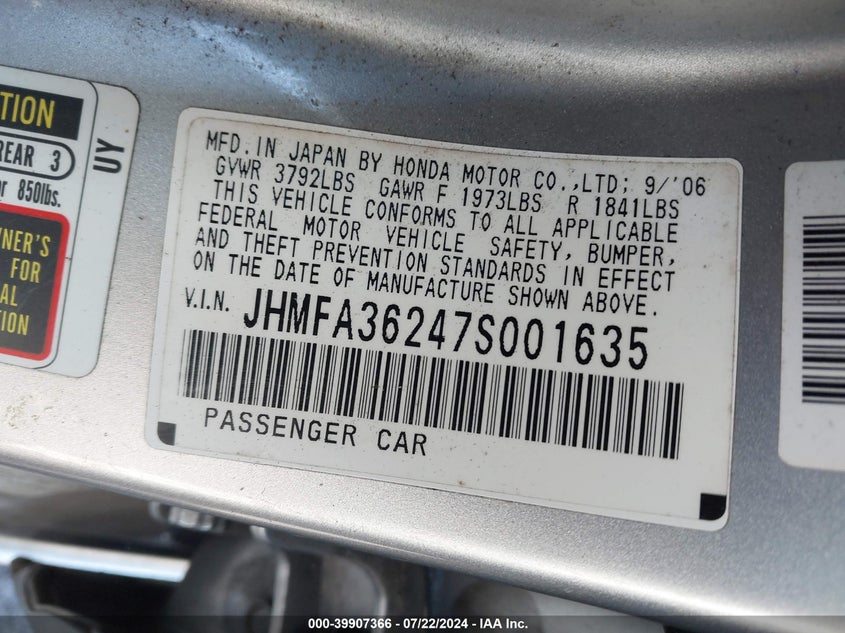 TION
REAR 3
850lbs.
UY
NER'S
FOR
AL
TION
MFD. IN JAPAN BY HONDA MOTOR CO.,LTD; 9/'06
GVWR 3792LBS GAWR F 1973LBS R 1841LBS
THIS VEHICLE CONFORMS TO ALL APPLICABLE
FEDERAL MOTOR VEHICLE SAFETY, BUMPER,
AND THEFT PREVENTION STANDARDS IN EFFECT
ON THE DATE OF MANUFACTURE SHOWN ABOVE.
V.I.N. JHMFA36247S001635
PASSENGER CAR
000-39907366 - 07/22/2024 - IAA Inc.